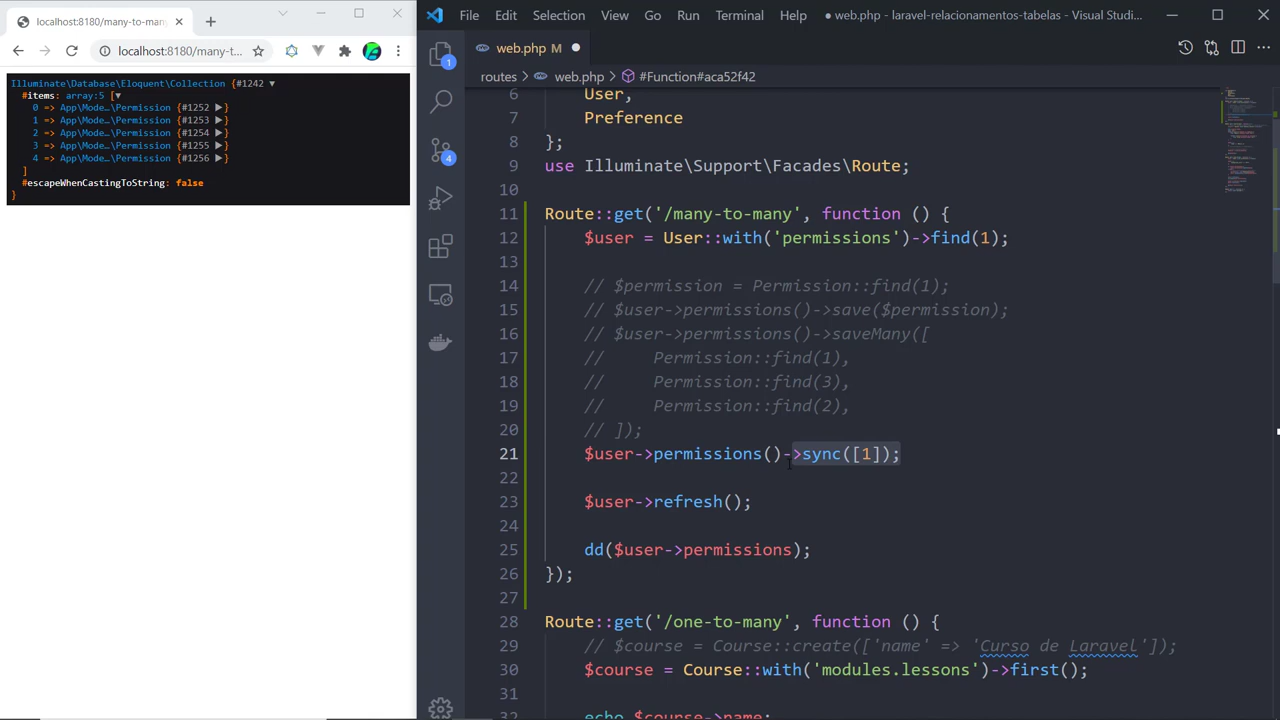 localhost:8180/many-to-man
localhost:8180/many-t...
Illuminate\Database\Eloquent\Collection {#1242 ▼
#items: array:5 [▼
0 => App\Mode…\Permission {#1252 ▶}
1 => App\Mode…\Permission {#1253 ▶}
2 => App\Mode…\Permission {#1254 ▶}
3 => App\Mode…\Permission {#1255 ▶}
4 => App\Mode…\Permission {#1256 ▶}
]
#escapeWhenCastingToString: false
}
File Edit Selection View Go Run Terminal Help ● web.php - laravel-relacionamentos-tabelas - Visual Studi...
web.php M ●
routes > web.php > #Function#aca52f42
1
4
6 User,
7 Preference
8 };
9 use Illuminate\Support\Facades\Route;
10
11 Route::get('/many-to-many', function () {
12 $user = User::with('permissions')->find(1);
13
14 // $permission = Permission::find(1);
15 // $user->permissions()->save($permission);
16 // $user->permissions()->saveMany([
17 // Permission::find(1),
18 // Permission::find(3),
19 // Permission::find(2),
20 // ]);
21 $user->permissions()->sync([1]);
22
23 $user->refresh();
24
25 dd($user->permissions);
26 });
27
28 Route::get('/one-to-many', function () {
29 // $course = Course::create(['name' => 'Curso de Laravel']);
30 $course = Course::with('modules.lessons')->first();
31
32 echo $course->name;